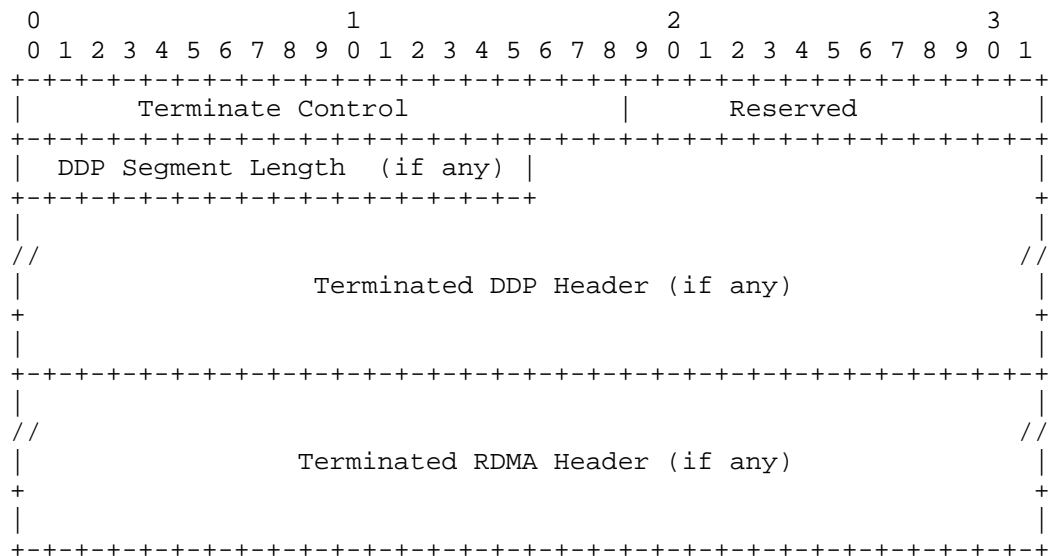 0                   1                   2                   3
 0 1 2 3 4 5 6 7 8 9 0 1 2 3 4 5 6 7 8 9 0 1 2 3 4 5 6 7 8 9 0 1
+-+-+-+-+-+-+-+-+-+-+-+-+-+-+-+-+-+-+-+-+-+-+-+-+-+-+-+-+-+-+-+-+
|       Terminate Control             |      Reserved           |
+-+-+-+-+-+-+-+-+-+-+-+-+-+-+-+-+-+-+-+-+-+-+-+-+-+-+-+-+-+-+-+-+
|  DDP Segment Length  (if any) |                               |
+-+-+-+-+-+-+-+-+-+-+-+-+-+-+-+-+                               +
|                                                               |
//                                                             //
|                  Terminated DDP Header (if any)               |
+                                                               +
|                                                               |
+-+-+-+-+-+-+-+-+-+-+-+-+-+-+-+-+-+-+-+-+-+-+-+-+-+-+-+-+-+-+-+-+
|                                                               |
//                                                             //
|                 Terminated RDMA Header (if any)               |
+                                                               +
|                                                               |
+-+-+-+-+-+-+-+-+-+-+-+-+-+-+-+-+-+-+-+-+-+-+-+-+-+-+-+-+-+-+-+-+